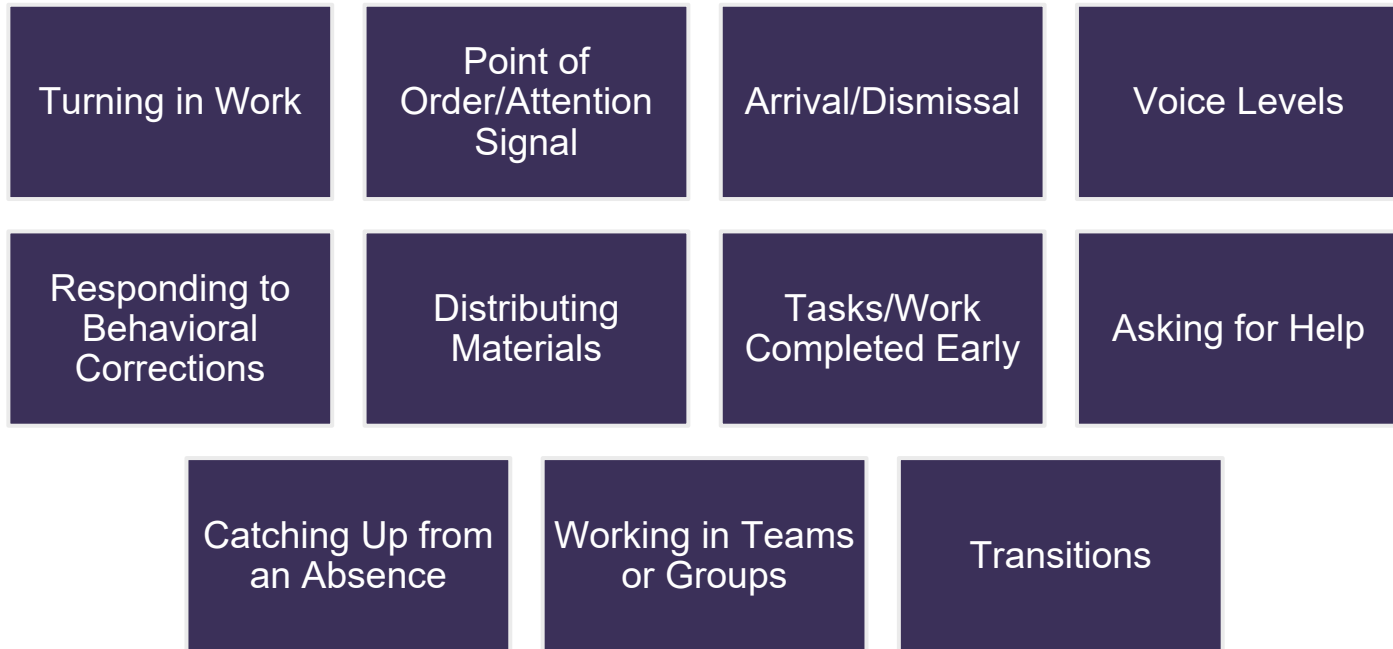 Turning in Work
Point of
Order/Attention
Signal
Arrival/Dismissal
Voice Levels
Responding to
Behavioral
Corrections
Distributing
Materials
Tasks/Work
Completed Early
Asking for Help
Catching Up from
an Absence
Working in Teams
or Groups
Transitions